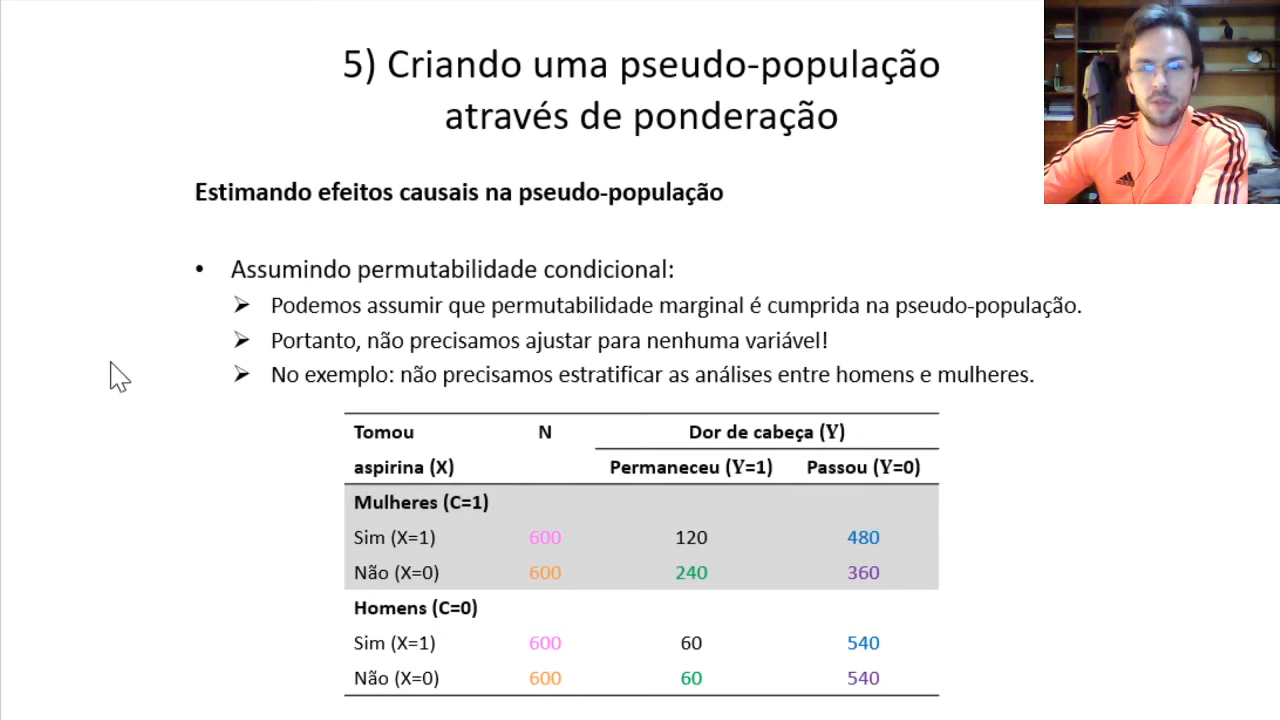 5) Criando uma pseudo-população
através de ponderação
Estimando efeitos causais na pseudo-população
• Assumindo permutabilidade condicional:
➢ Podemos assumir que permutabilidade marginal é cumprida na pseudo-população.
➢ Portanto, não precisamos ajustar para nenhuma variável!
➢ No exemplo: não precisamos estratificar as análises entre homens e mulheres.
Tomou N Dor de cabeça (Y)
aspirina (X) Permaneceu (Y=1) Passou (Y=0)
Mulheres (C=1)
Sim (X=1) 600 120 480
Não (X=0) 600 240 360
Homens (C=0)
Sim (X=1) 600 60 540
Não (X=0) 600 60 540
adidas